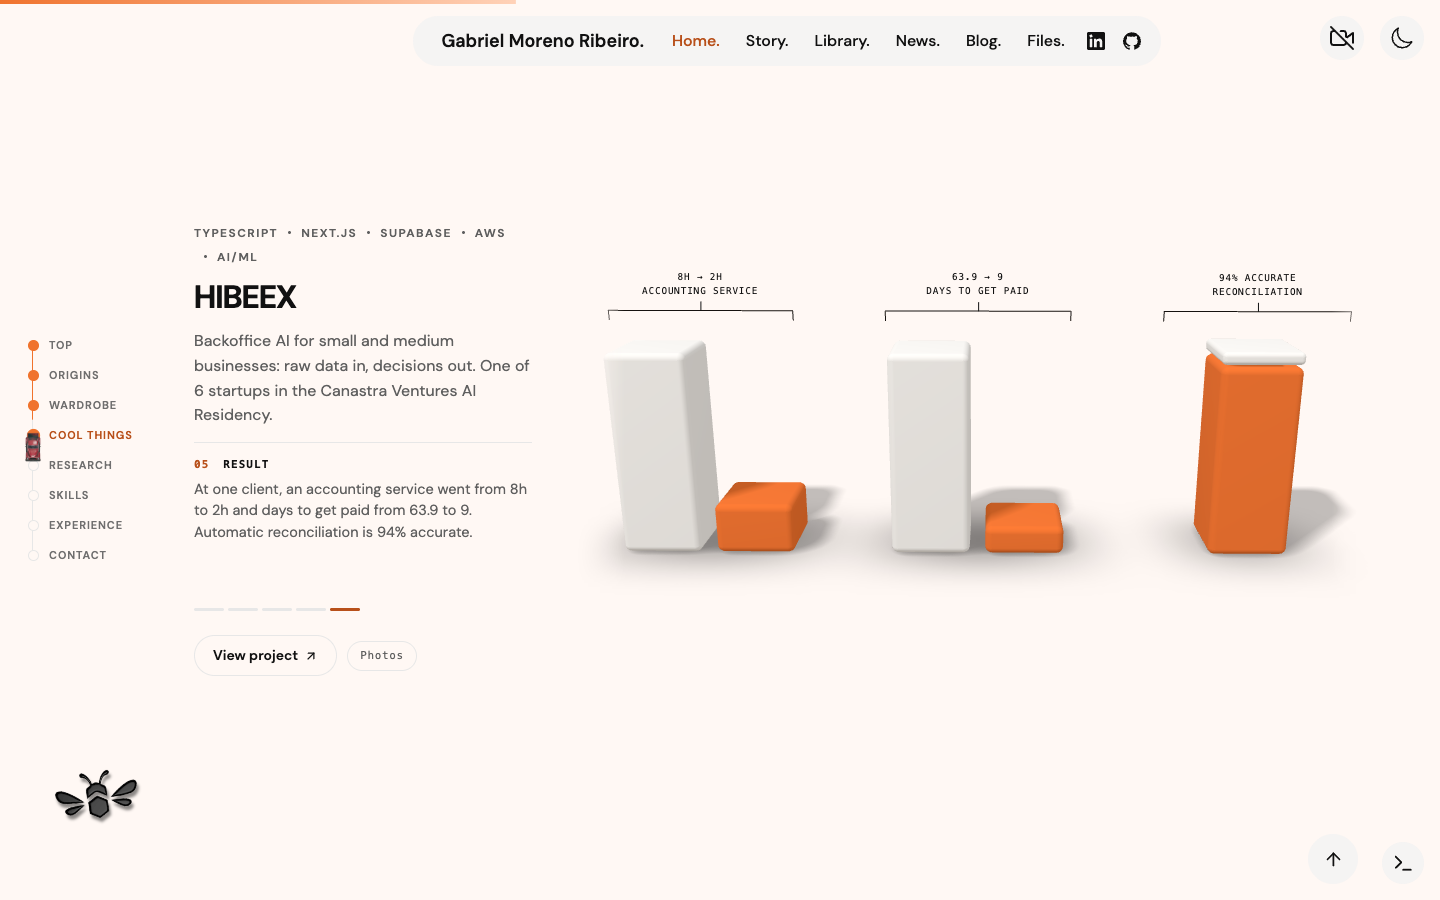 Gabriel Moreno Ribeiro.
Home.
Story.
Library.
News.
Blog.
Files.
TOP
ORIGINS
WARDROBE
COOL THINGS
RESEARCH
SKILLS
EXPERIENCE
CONTACT
TYPESCRIPT • NEXT.JS • SUPABASE • AWS
• AI/ML
HIBEEX
Backoffice AI for small and medium
businesses: raw data in, decisions out. One of
6 startups in the Canastra Ventures AI
Residency.
05 RESULT
At one client, an accounting service went from 8h
to 2h and days to get paid from 63.9 to 9.
Automatic reconciliation is 94% accurate.
View project
Photos
8H → 2H
ACCOUNTING SERVICE
63.9 → 9
DAYS TO GET PAID
94% ACCURATE
RECONCILIATION